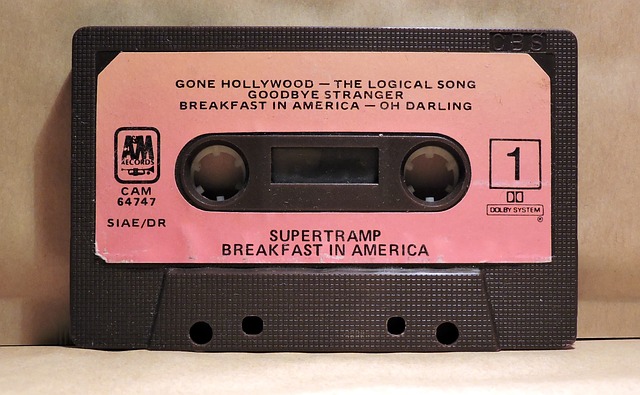 CBS
GONE HOLLYWOOD — THE LOGICAL SONG
GOODBYE STRANGER
BREAKFAST IN AMERICA — OH DARLING
A&M
RECORDS
CAM
64747
SIAE/DR
1
DOLBY SYSTEM
SUPERTRAMP
BREAKFAST IN AMERICA